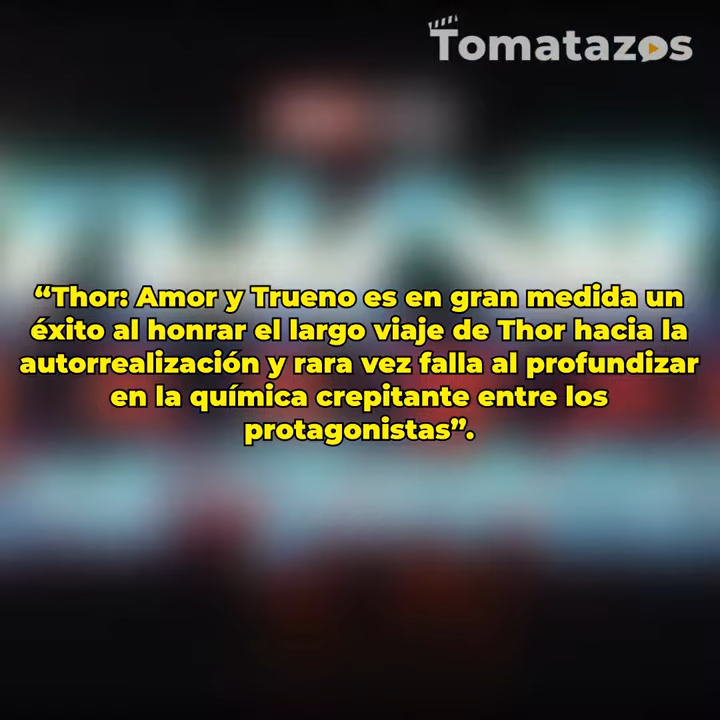 Tomatazos
“Thor: Amor y Trueno es en gran medida un
éxito al honrar el largo viaje de Thor hacia la
autorrealización y rara vez falla al profundizar
en la química crepitante entre los
protagonistas”.